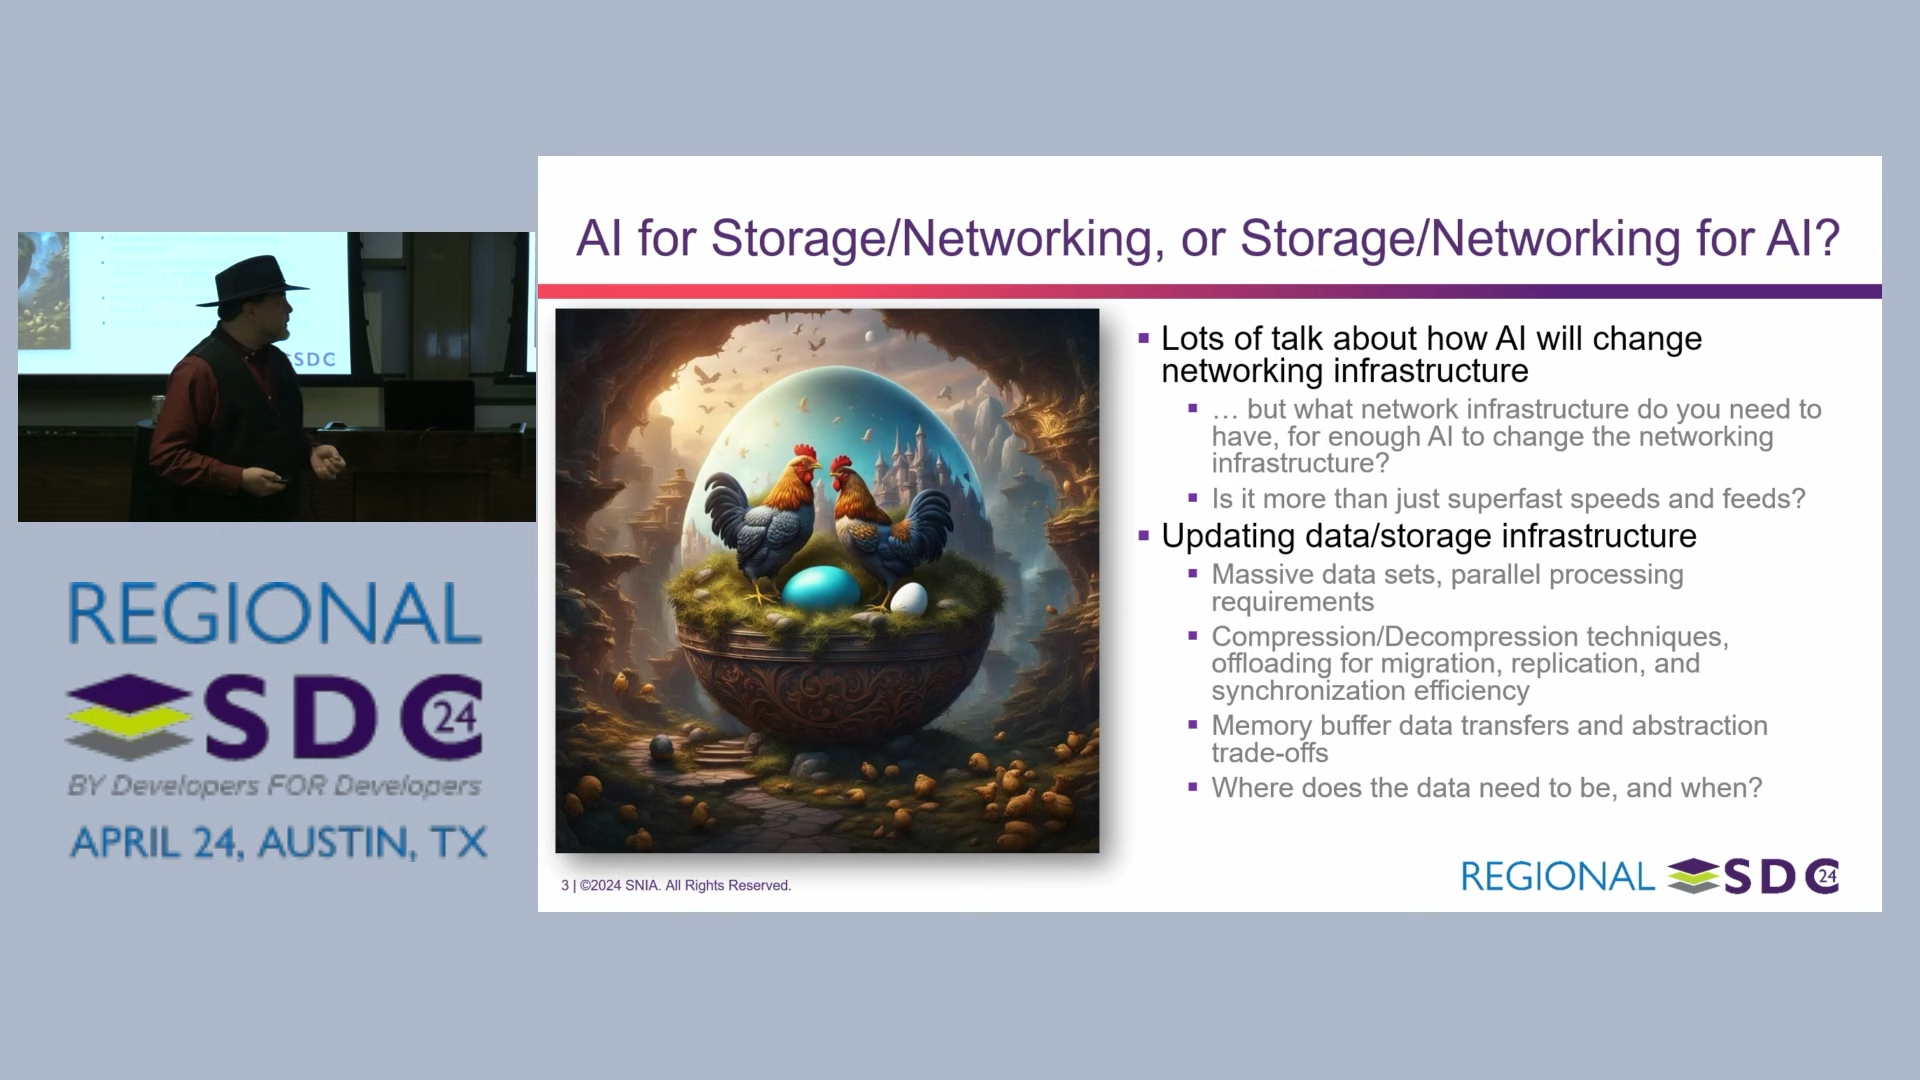 AI for Storage/Networking, or Storage/Networking for AI?
▪ Lots of talk about how AI will change
networking infrastructure
▪ … but what network infrastructure do you need to
have, for enough AI to change the networking
infrastructure?
▪ Is it more than just superfast speeds and feeds?
▪ Updating data/storage infrastructure
▪ Massive data sets, parallel processing
requirements
▪ Compression/Decompression techniques,
offloading for migration, replication, and
synchronization efficiency
▪ Memory buffer data transfers and abstraction
trade-offs
▪ Where does the data need to be, and when?
3 | ©2024 SNIA. All Rights Reserved.
REGIONAL SDC 24
SDC
REGIONAL
SDC 24
BY Developers FOR Developers
APRIL 24, AUSTIN, TX